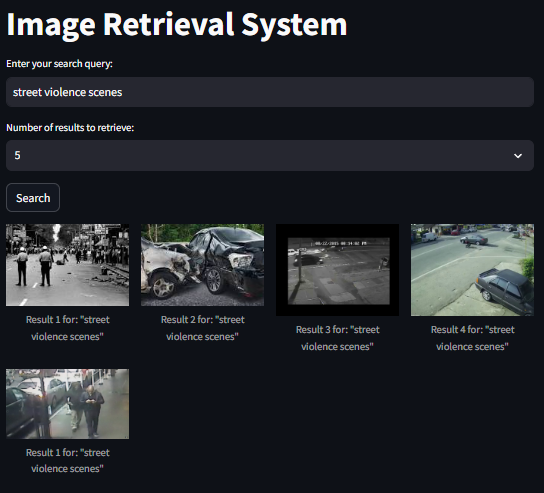 Image Retrieval System
Enter your search query:
street violence scenes
Number of results to retrieve:
5
Search
Result 1 for: "street
violence scenes"
Result 2 for: "street
violence scenes"
Result 3 for: "street
violence scenes"
Result 4 for: "street
violence scenes"
Result 1 for: "street
violence scenes"